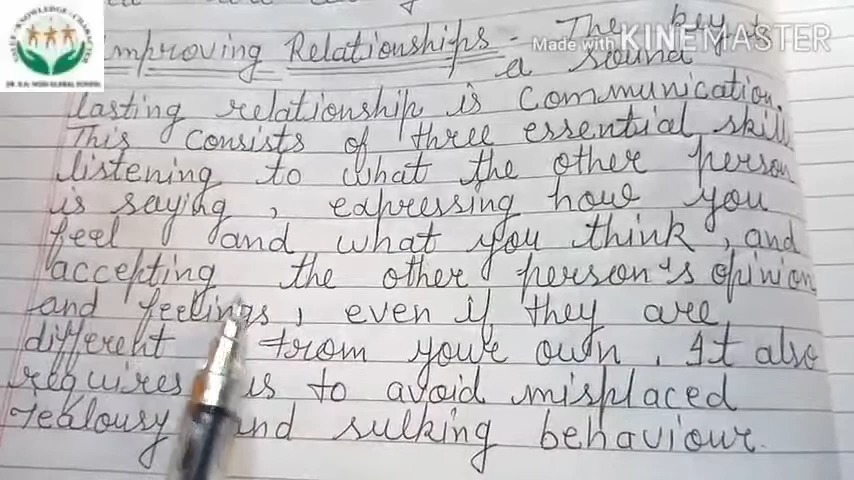 Improving Relationships - The key to
a sound
lasting relationship is communication.
This consists of three essential skill
listening to what the other person
is saying, expressing how you
feel and what you think, and
accepting the other person's opinion
and feelings, even if they are
different from your own. It also
requires us to avoid misplaced
jealousy and sulking behaviour.
Made with KINEMASTER